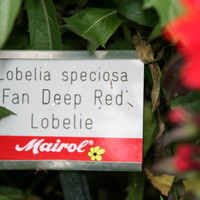 Lobelia speciosa
'Fan Deep Red'
Lobelie
Mairol®